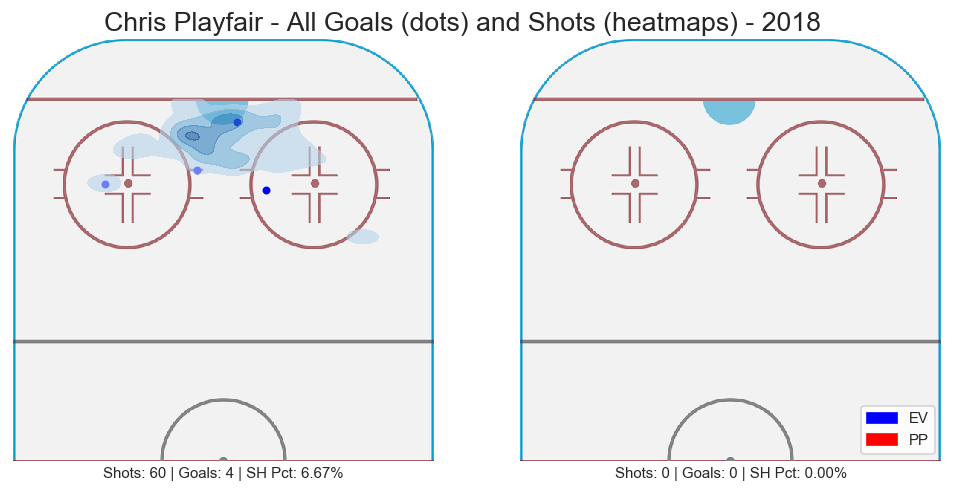 Chris Playfair - All Goals (dots) and Shots (heatmaps) - 2018
EV
PP
Shots: 60 | Goals: 4 | SH Pct: 6.67%
Shots: 0 | Goals: 0 | SH Pct: 0.00%